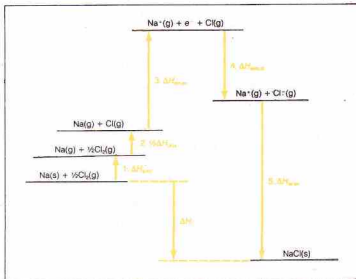 Na⁺(g) + e⁻ + Cl(g)
Na⁺(g) + Cl⁻(g)
Na(g) + Cl(g)
Na(g) + ½Cl₂(g)
Na(s) + ½Cl₂(g)
NaCl(s)
3. ΔH
4. ΔH
2. ½ΔH
1. ΔH
5. ΔH
ΔH